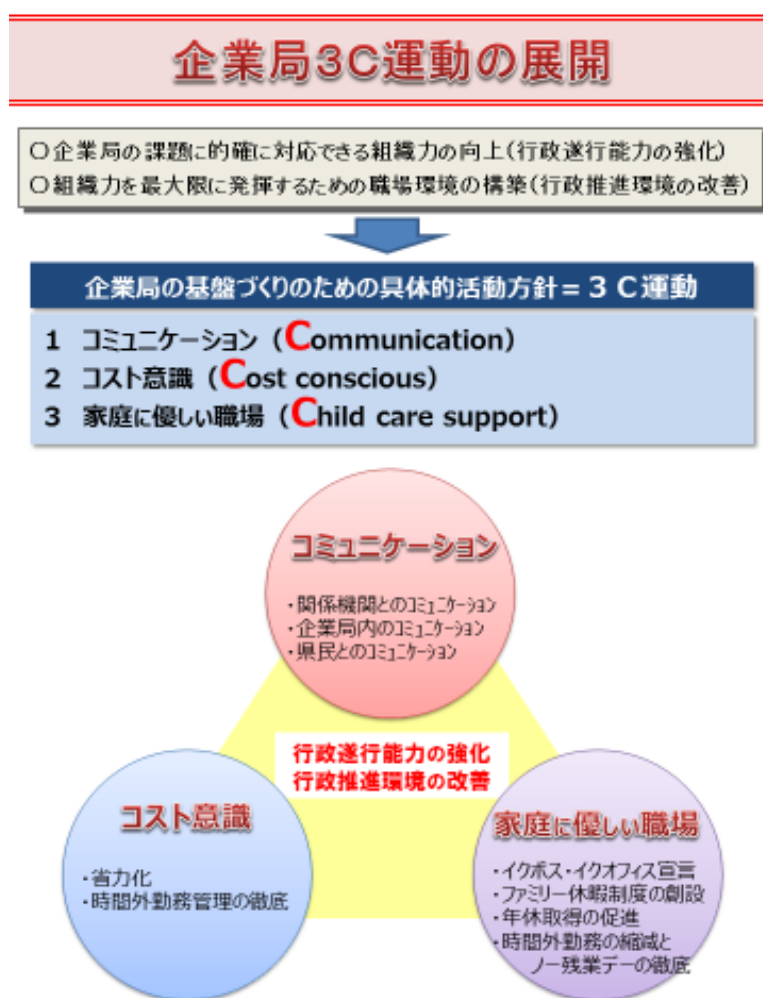 企業局3C運動の展開
○企業局の課題に的確に対応できる組織力の向上(行政遂行能力の強化)
○組織力を最大限に発揮するための職場環境の構築(行政推進環境の改善)
企業局の基盤づくりのための具体的活動方針=3C運動
1 コミュニケーション(Communication)
2 コスト意識(Cost conscious)
3 家庭に優しい職場(Child care support)
コミュニケーション
・関係機関とのコミュニケーション
・企業局内のコミュニケーション
・県民とのコミュニケーション
行政遂行能力の強化
行政推進環境の改善
コスト意識
・省力化
・時間外勤務管理の徹底
家庭に優しい職場
・イクボス・イクオフィス宣言
・ファミリー休暇制度の創設
・年休取得の促進
・時間外勤務の縮減と
ノー残業デーの徹底